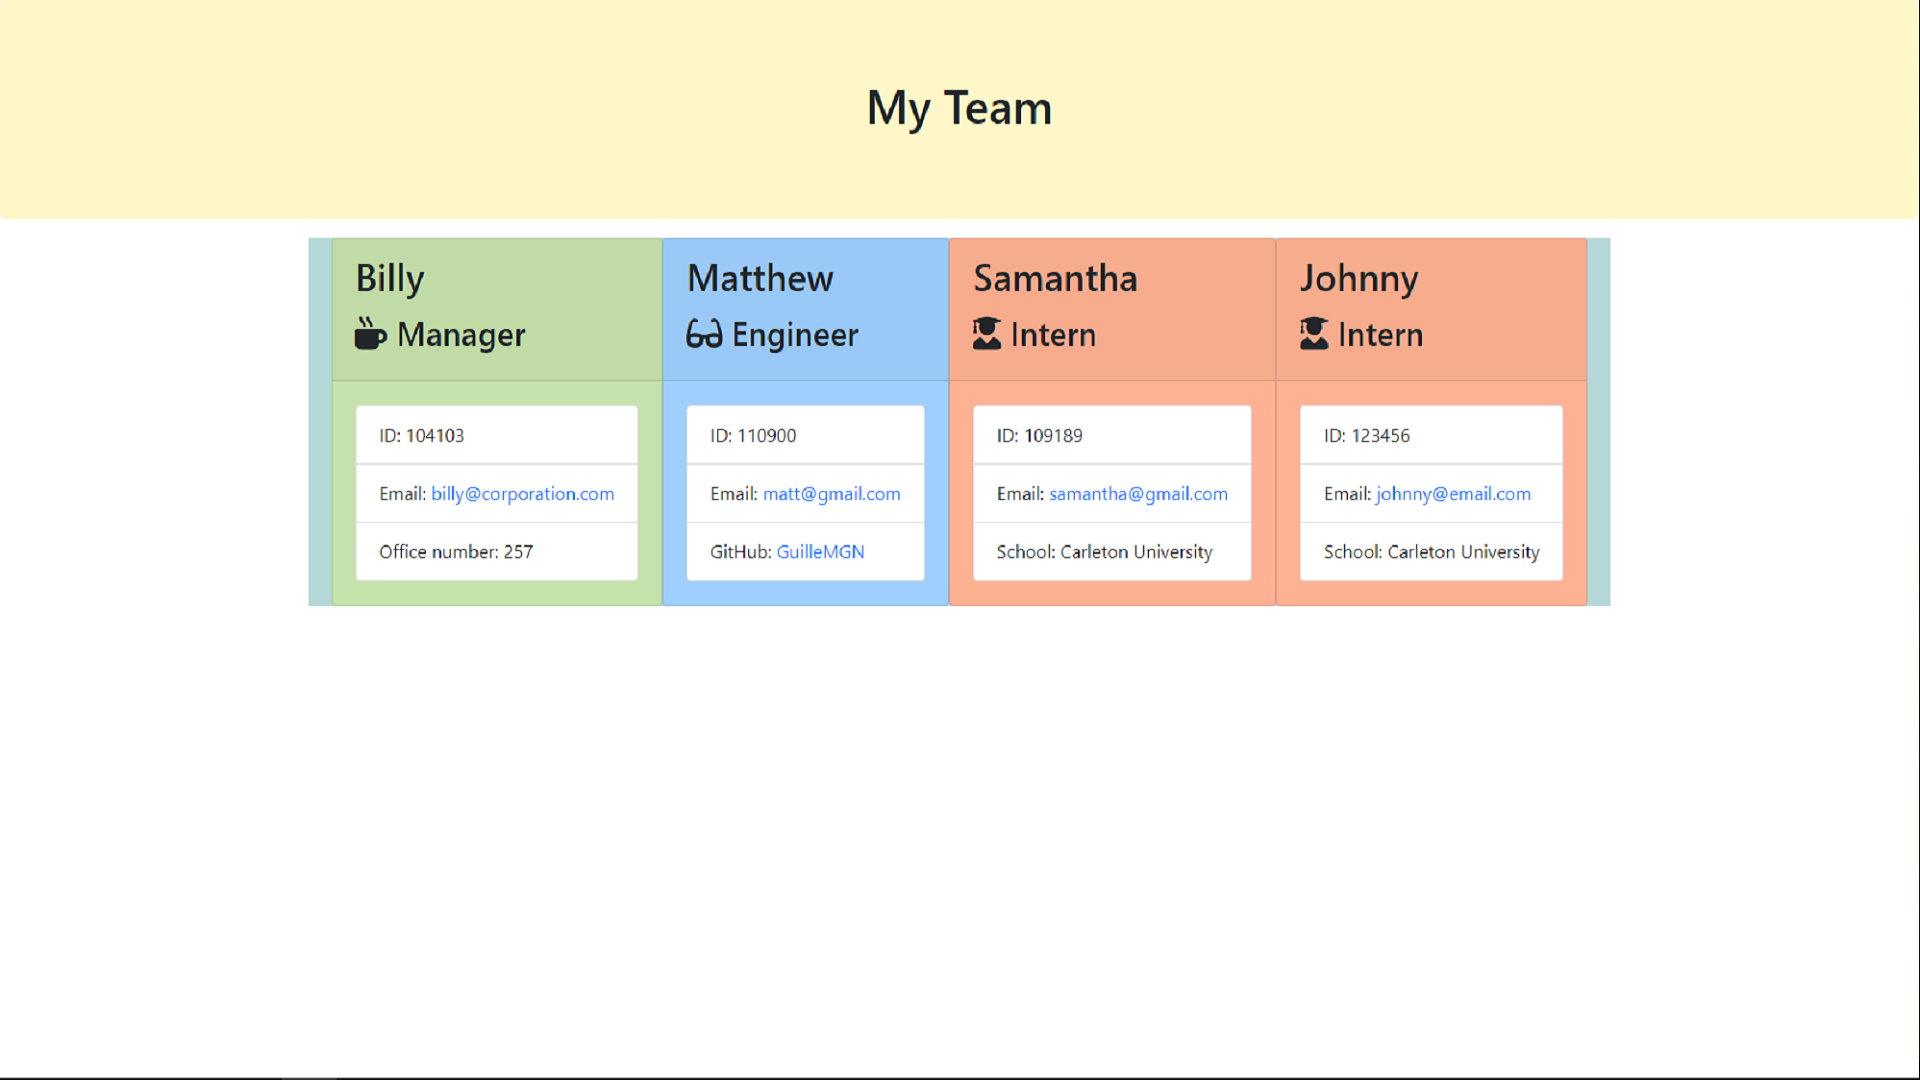 My Team
Billy
Manager
ID: 104103
Email: billy@corporation.com
Office number: 257
Matthew
Engineer
ID: 110900
Email: matt@gmail.com
GitHub: GuilleMGN
Samantha
Intern
ID: 109189
Email: samantha@gmail.com
School: Carleton University
Johnny
Intern
ID: 123456
Email: johnny@email.com
School: Carleton University